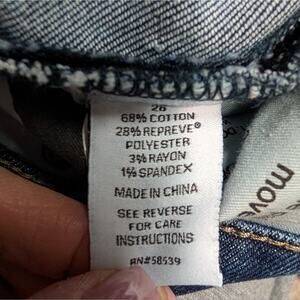 26
68% COTTON
28% REPREVE®
POLYESTER
3% RAYON
1% SPANDEX
MADE IN CHINA
SEE REVERSE
FOR CARE
INSTRUCTIONS
RN#58539
move